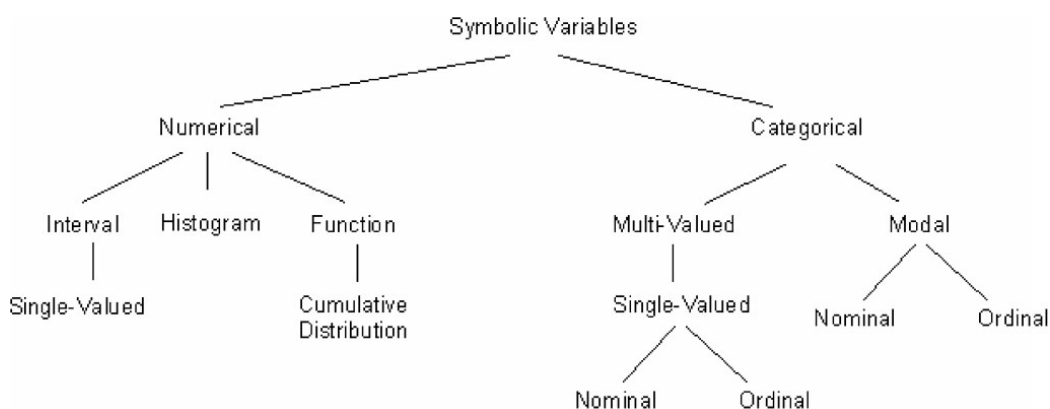 Symbolic Variables
Numerical
Categorical
Interval
Histogram
Function
Multi-Valued
Modal
Single-Valued
Cumulative
Distribution
Single-Valued
Nominal
Ordinal
Nominal
Ordinal